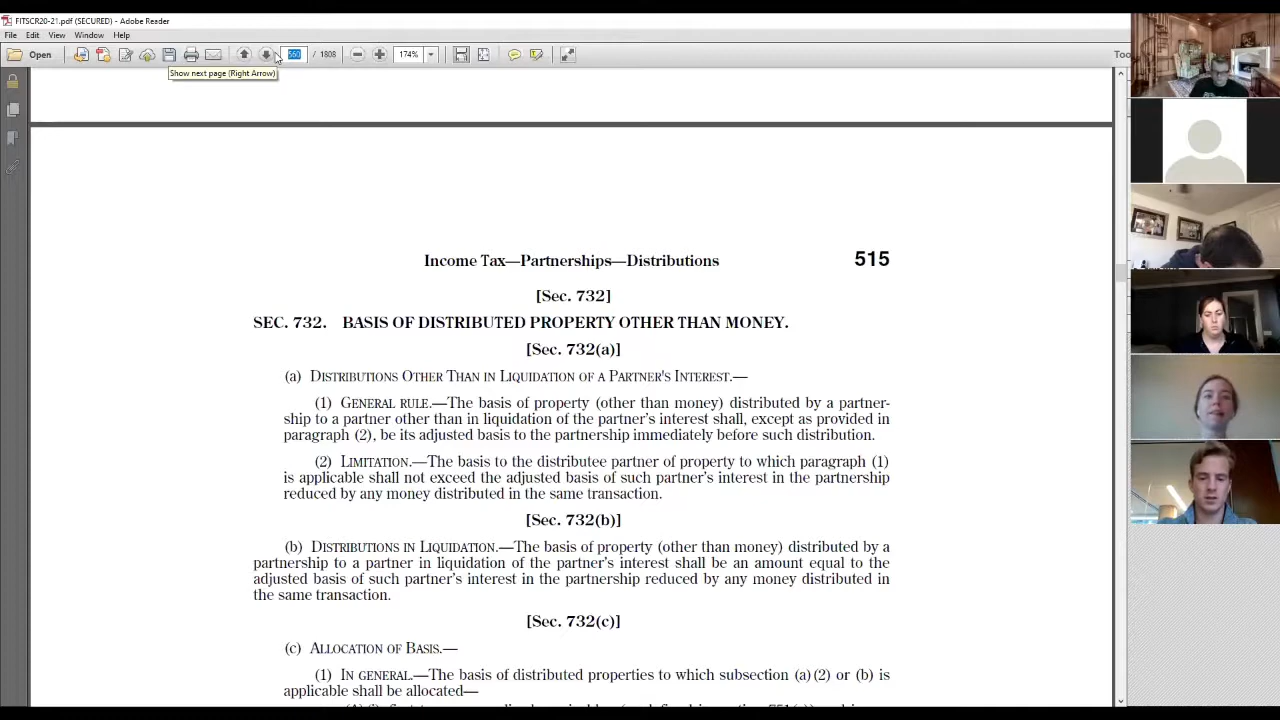 FITSCR20-21.pdf (SECURED) - Adobe Reader
File Edit View Window Help
Open 560 / 1808 174% Too
Show next page (Right Arrow)
Income Tax—Partnerships—Distributions 515
[Sec. 732]
SEC. 732. BASIS OF DISTRIBUTED PROPERTY OTHER THAN MONEY.
[Sec. 732(a)]
(a) DISTRIBUTIONS OTHER THAN IN LIQUIDATION OF A PARTNER'S INTEREST.—
(1) GENERAL RULE.—The basis of property (other than money) distributed by a partner-
ship to a partner other than in liquidation of the partner's interest shall, except as provided in
paragraph (2), be its adjusted basis to the partnership immediately before such distribution.
(2) LIMITATION.—The basis to the distributee partner of property to which paragraph (1)
is applicable shall not exceed the adjusted basis of such partner's interest in the partnership
reduced by any money distributed in the same transaction.
[Sec. 732(b)]
(b) DISTRIBUTIONS IN LIQUIDATION.—The basis of property (other than money) distributed by a
partnership to a partner in liquidation of the partner's interest shall be an amount equal to the
adjusted basis of such partner's interest in the partnership reduced by any money distributed in
the same transaction.
[Sec. 732(c)]
(c) ALLOCATION OF BASIS.—
(1) IN GENERAL.—The basis of distributed properties to which subsection (a)(2) or (b) is
applicable shall be allocated—